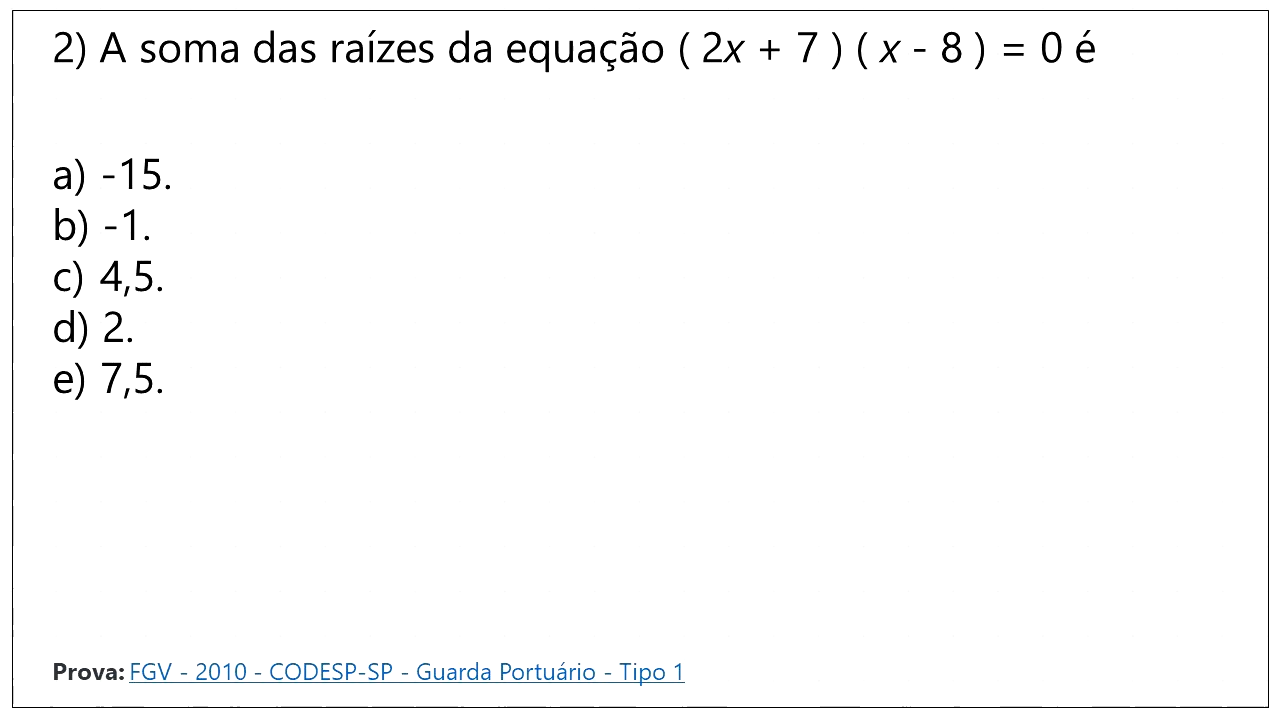 2) A soma das raízes da equação ( 2x + 7 ) ( x - 8 ) = 0 é
a) -15.
b) -1.
c) 4,5.
d) 2.
e) 7,5.
Prova: FGV - 2010 - CODESP-SP - Guarda Portuário - Tipo 1